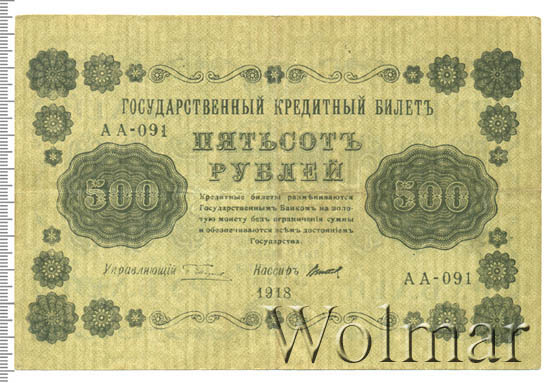 ГОСУДАРСТВЕННЫЙ КРЕДИТНЫЙ БИЛЕТЪ
АА-091
ПЯТЬСОТЪ
РУБЛЕЙ
500
500
Кредитные билеты размѣниваются
Государственнымъ Банкомъ на золо-
тую монету безъ ограниченія суммы
и обезпечиваются всѣмъ достояніемъ
Государства.
Управляющій
Кассиръ
АА-091
1918
Wolmar